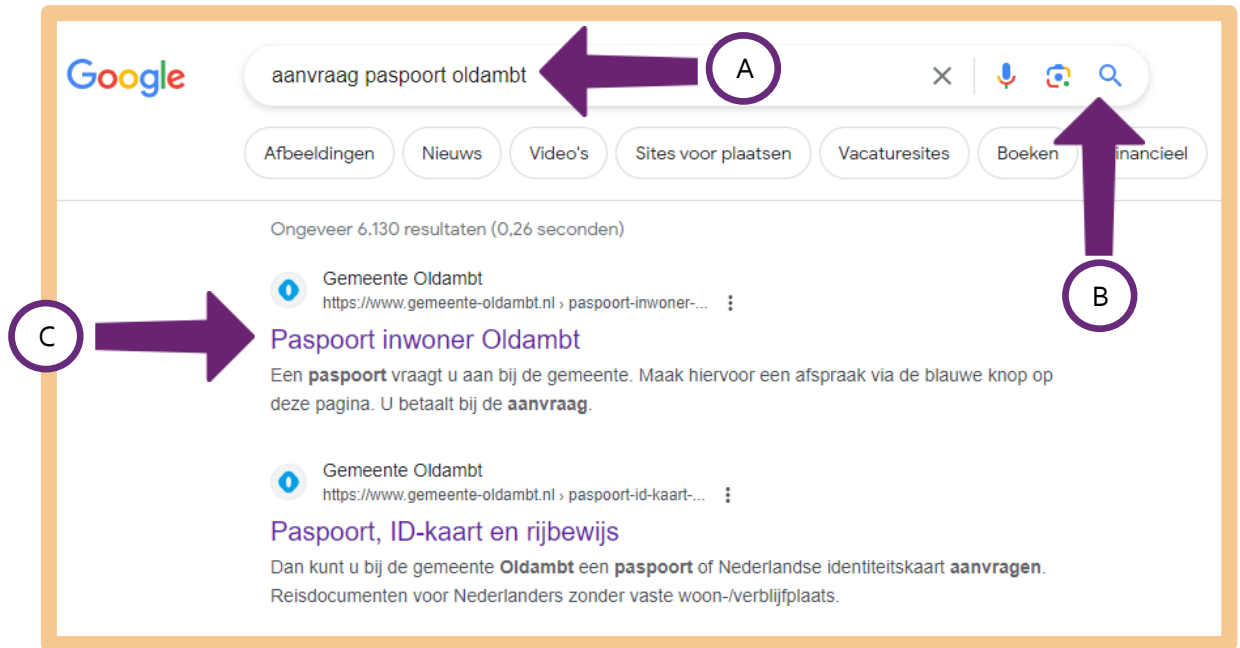 Google
aanvraag paspoort oldambt
A
Afbeeldingen Nieuws Video's Sites voor plaatsen Vacaturesites Boeken inancieel
Ongeveer 6.130 resultaten (0,26 seconden)
B
Gemeente Oldambt
https://www.gemeente-oldambt.nl › paspoort-inwoner-...
C
Paspoort inwoner Oldambt
Een paspoort vraagt u aan bij de gemeente. Maak hiervoor een afspraak via de blauwe knop op
deze pagina. U betaalt bij de aanvraag.
Gemeente Oldambt
https://www.gemeente-oldambt.nl › paspoort-id-kaart-...
Paspoort, ID-kaart en rijbewijs
Dan kunt u bij de gemeente Oldambt een paspoort of Nederlandse identiteitskaart aanvragen.
Reisdocumenten voor Nederlanders zonder vaste woon-/verblijfplaats.